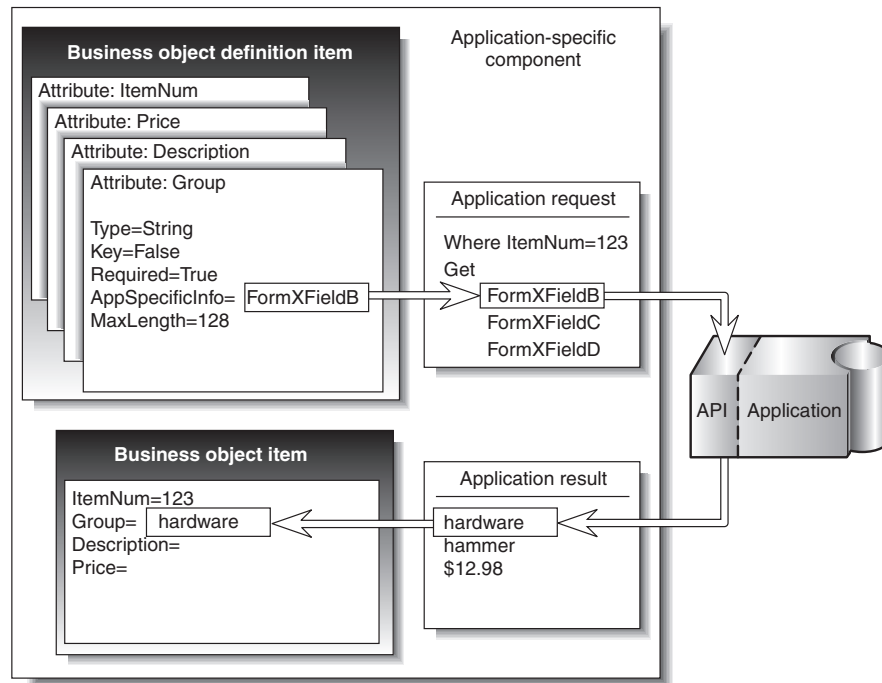 Business object definition item
Application-specific
component
Attribute: ItemNum
Attribute: Price
Attribute: Description
Attribute: Group
Type=String
Key=False
Required=True
AppSpecificInfo= FormXFieldB
MaxLength=128
Application request
Where ItemNum=123
Get
FormXFieldB
FormXFieldC
FormXFieldD
API
Application
Business object item
ItemNum=123
Group= hardware
Description=
Price=
Application result
hardware
hammer
$12.98